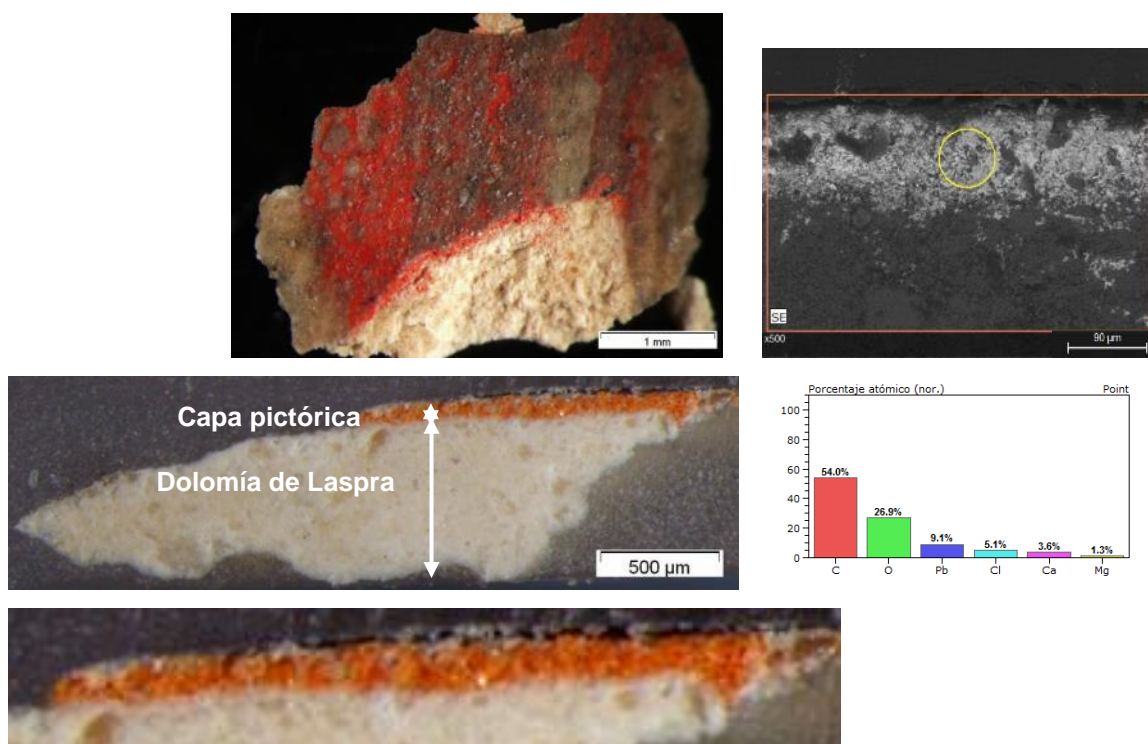 1 mm
SE
x500
90 µm
Capa pictórica
Dolomía de Laspra
500 µm
Porcentaje atómico (nor.) Point
100
80
60
40
20
0
54.0%
26.9%
9.1%
5.1%
3.6%
1.3%
C O Pb Cl Ca Mg